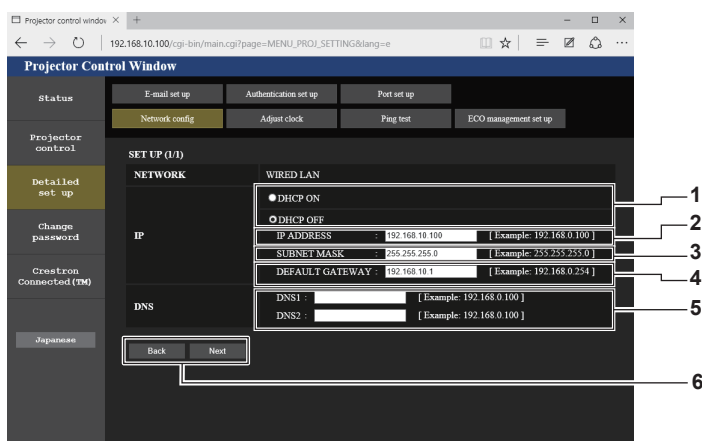 Projector control window × +
192.168.10.100/cgi-bin/main.cgi?page=MENU_PROJ_SETTING&lang=e
Projector Control Window
Status
Projector
control
Detailed
set up
Change
password
Crestron
Connected(TM)
Japanese
E-mail set up Authentication set up Port set up
Network config Adjust clock Ping test ECO management set up
SET UP (1/1)
NETWORK WIRED LAN
IP
DHCP ON
DHCP OFF
IP ADDRESS : 192.168.10.100 [ Example: 192.168.0.100 ]
SUBNET MASK : 255.255.255.0 [ Example: 255.255.255.0 ]
DEFAULT GATEWAY : 192.168.10.1 [ Example: 192.168.0.254 ]
DNS
DNS1 : [ Example: 192.168.0.100 ]
DNS2 : [ Example: 192.168.0.100 ]
Back Next
1
2
3
4
5
6